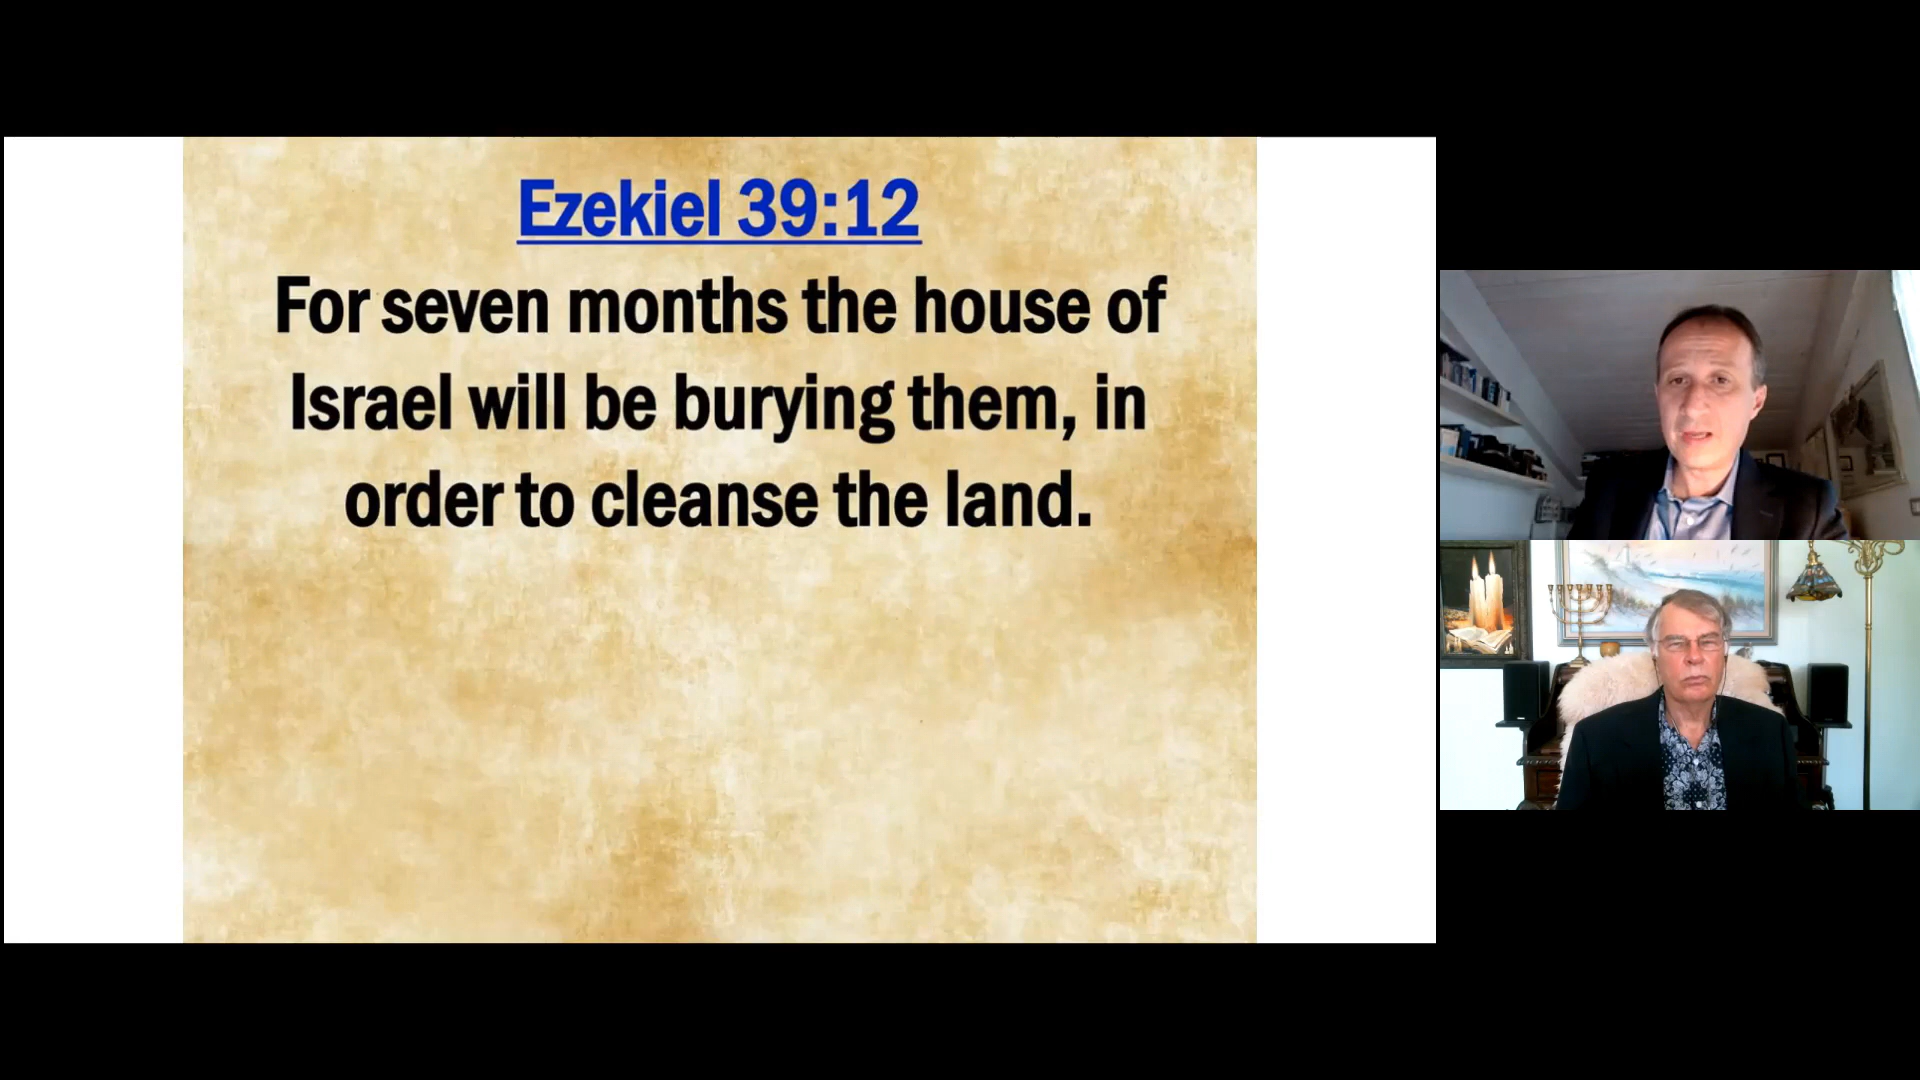 Ezekiel 39:12
For seven months the house of
Israel will be burying them, in
order to cleanse the land.